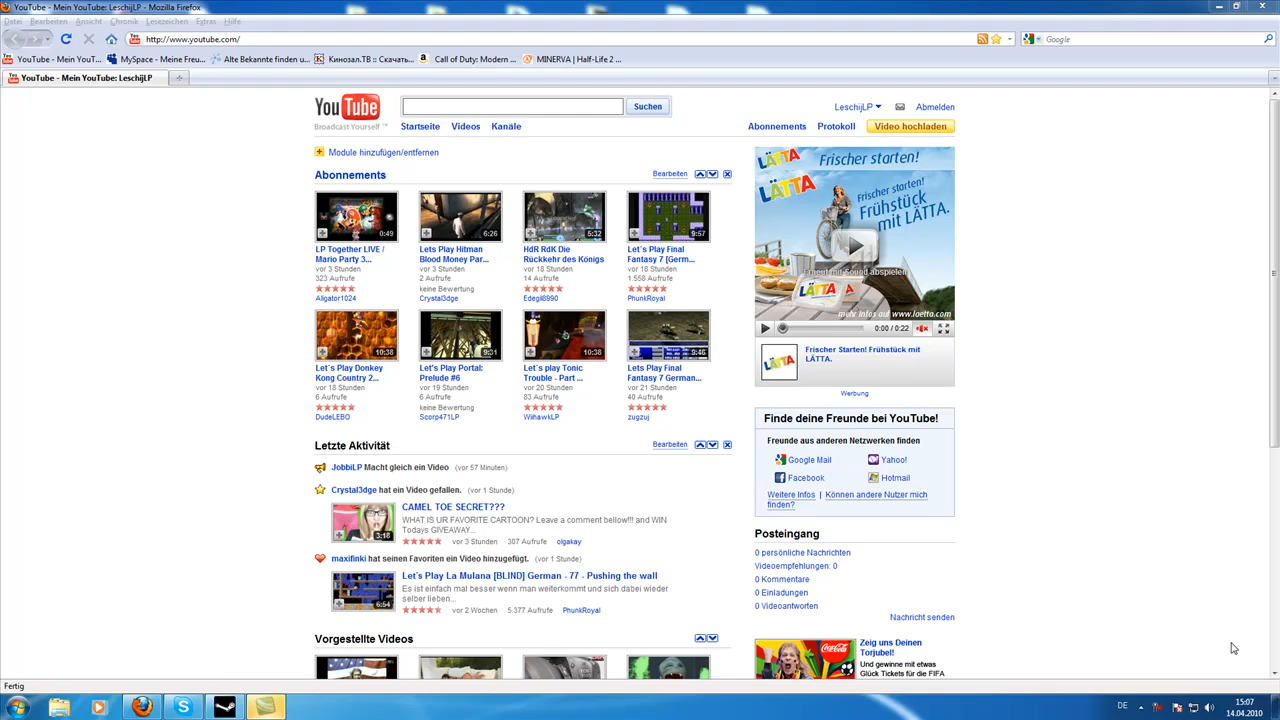 YouTube - Mein YouTube: LeschijLP - Mozilla Firefox
Datei Bearbeiten Ansicht Chronik Lesezeichen Extras Hilfe
http://www.youtube.com/
Google
YouTube - Mein YouT... MySpace - Meine Freu... Alte Bekannte finden u... Кинозал.ТВ :: Скачать... Call of Duty: Modern ... MINERVA | Half-Life 2 ...
YouTube - Mein YouTube: LeschijLP
YouTube
Broadcast Yourself ™
Suchen
LeschijLP Abmelden
Startseite Videos Kanäle
Abonnements Protokoll Video hochladen
Module hinzufügen/entfernen
Abonnements
Bearbeiten
0:49 6:26 5:32 9:57
LP Together LIVE / Mario Party 3...
vor 3 Stunden
323 Aufrufe
Aligator1024
Lets Play Hitman Blood Money Par...
vor 3 Stunden
2 Aufrufe
keine Bewertung
Crystal3dge
HdR RdK Die Rückkehr des Königs
vor 18 Stunden
14 Aufrufe
Edegil8990
Let´s Play Final Fantasy 7 [Germ...
vor 18 Stunden
1.558 Aufrufe
PhunkRoyal
10:38 9:31 10:38 9:46
Let´s Play Donkey Kong Country 2...
vor 18 Stunden
6 Aufrufe
DudeLEBO
Let's Play Portal: Prelude #6
vor 19 Stunden
6 Aufrufe
keine Bewertung
Scorp471LP
Let´s play Tonic Trouble - Part ...
vor 20 Stunden
83 Aufrufe
WiihawkLP
Lets Play Final Fantasy 7 German...
vor 21 Stunden
40 Aufrufe
zugzuj
Letzte Aktivität
Bearbeiten
JobbiLP Macht gleich ein Video (vor 57 Minuten)
Crystal3dge hat ein Video gefallen. (vor 1 Stunde)
3:18
CAMEL TOE SECRET???
WHAT IS UR FAVORITE CARTOON? Leave a comment bellow!!! and WIN
Todays GIVEAWAY...
vor 3 Stunden 307 Aufrufe olgakay
maxifinki hat seinen Favoriten ein Video hinzugefügt. (vor 1 Stunde)
6:54
Let´s Play La Mulana [BLIND] German - 77 - Pushing the wall
Es ist einfach mal besser wenn man weiterkommt und sich dabei wieder
selber lieben...
vor 2 Wochen 5.377 Aufrufe PhunkRoyal
Vorgestellte Videos
LÄTTA Frischer starten!
LÄTTA
Frischer starten!
Frühstück
mit LÄTTA.
mehr Infos auf www.laetta.com
0:00 / 0:22
LÄTTA
Frischer Starten! Frühstück mit
LÄTTA.
Werbung
Finde deine Freunde bei YouTube!
Freunde aus anderen Netzwerken finden
Google Mail Yahoo!
Facebook Hotmail
Weitere Infos | Können andere Nutzer mich
finden?
Posteingang
0 persönliche Nachrichten
Videoempfehlungen: 0
0 Kommentare
0 Einladungen
0 Videoantworten
Nachricht senden
Coca-Cola
Zeig uns Deinen
Torjubel!
Und gewinne mit etwas
Glück Tickets für die FIFA
Fertig
DE
15:07
14.04.2010